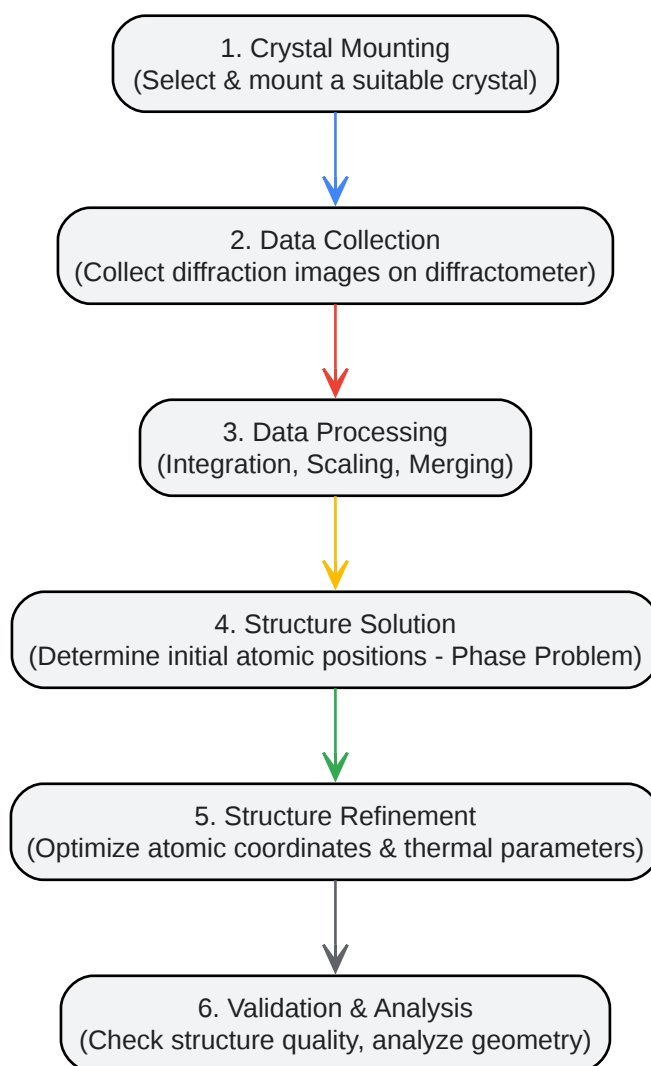 1. Crystal Mounting
(Select & mount a suitable crystal)
2. Data Collection
(Collect diffraction images on diffractometer)
3. Data Processing
(Integration, Scaling, Merging)
4. Structure Solution
(Determine initial atomic positions - Phase Problem)
5. Structure Refinement
(Optimize atomic coordinates & thermal parameters)
6. Validation & Analysis
(Check structure quality, analyze geometry)